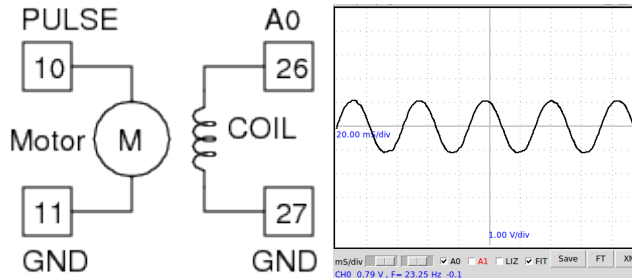 PULSE
A0
10
26
Motor
M
COIL
11
27
GND
GND
20.00 mS/div
1.00 V/div
mS/div
A0
A1
LIZ
FIT
Save
FT
CH0 0.79 V , F= 23.25 Hz -0.1